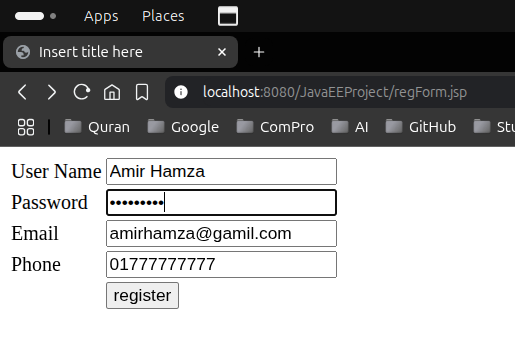 Apps Places
Insert title here
localhost:8080/JavaEEProject/regForm.jsp
Quran Google ComPro AI GitHub Stu
User Name Amir Hamza
Password •••••••••
Email amirhamza@gamil.com
Phone 01777777777
register